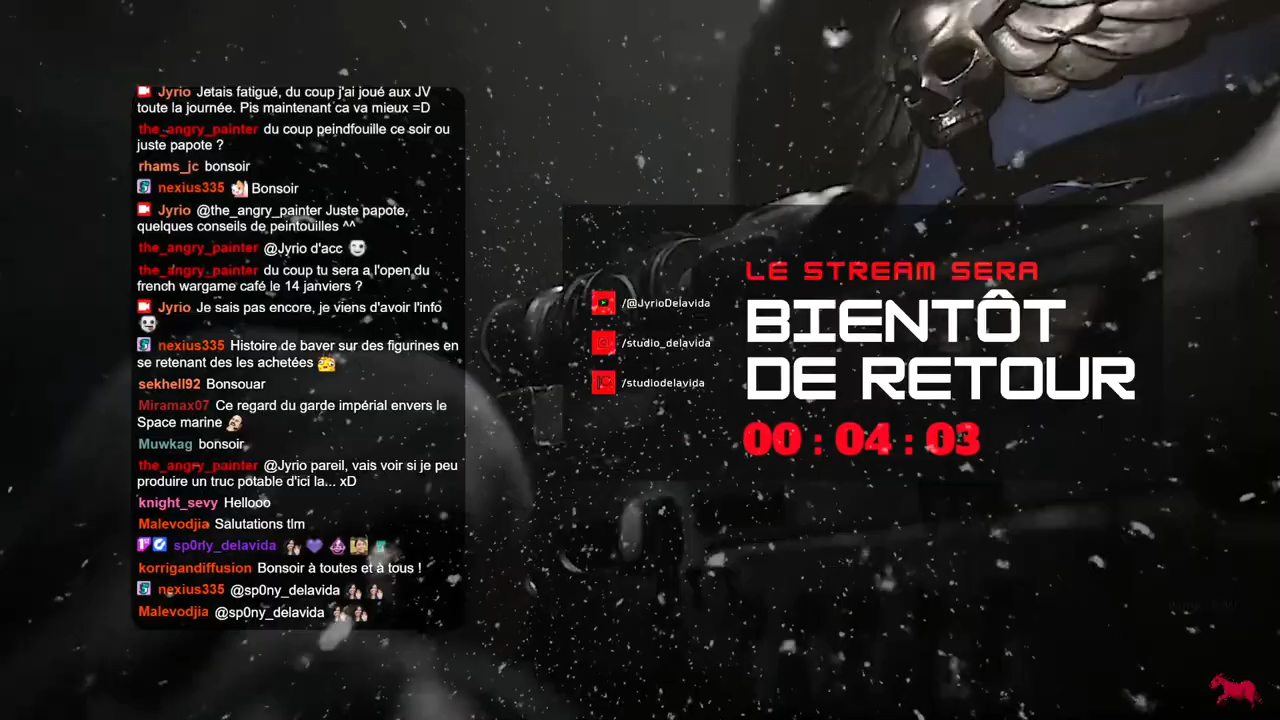 Jyrio Jetais fatigué, du coup j'ai joué aux JV
toute la journée. Pis maintenant ca va mieux =D
the_angry_painter du coup peindfouille ce soir ou
juste papote ?
rhams_jc bonsoir
nexius335 Bonsoir
Jyrio @the_angry_painter Juste papote,
quelques conseils de peintouilles ^^
the_angry_painter @Jyrio d'acc
the_angry_painter du coup tu sera a l'open du
french wargame café le 14 janviers ?
Jyrio Je sais pas encore, je viens d'avoir l'info
nexius335 Histoire de baver sur des figurines en
se retenant des les achetées
sekhell92 Bonsouar
Miramax07 Ce regard du garde impérial envers le
Space marine
Muwkag bonsoir
the_angry_painter @Jyrio pareil, vais voir si je peu
produire un truc potable d'ici la... xD
knight_sevy Hellooo
Malevodjia Salutations tlm
sp0ny_delavida
korrigandiffusion Bonsoir à toutes et à tous !
nexius335 @sp0ny_delavida
Malevodjia @sp0ny_delavida
/@JyrioDelavida
/studio_delavida
/studiodelavida
LE STREAM SERA
BIENTÔT
DE RETOUR
00 : 04 : 03